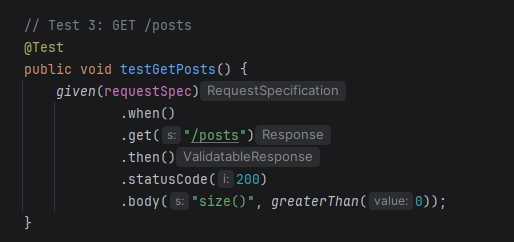 // Test 3: GET /posts
@Test
public void testGetPosts() {
given(requestSpec) RequestSpecification
.when()
.get( s: "/posts") Response
.then() ValidatableResponse
.statusCode( i: 200)
.body( s: "size()", greaterThan( value: 0));
}